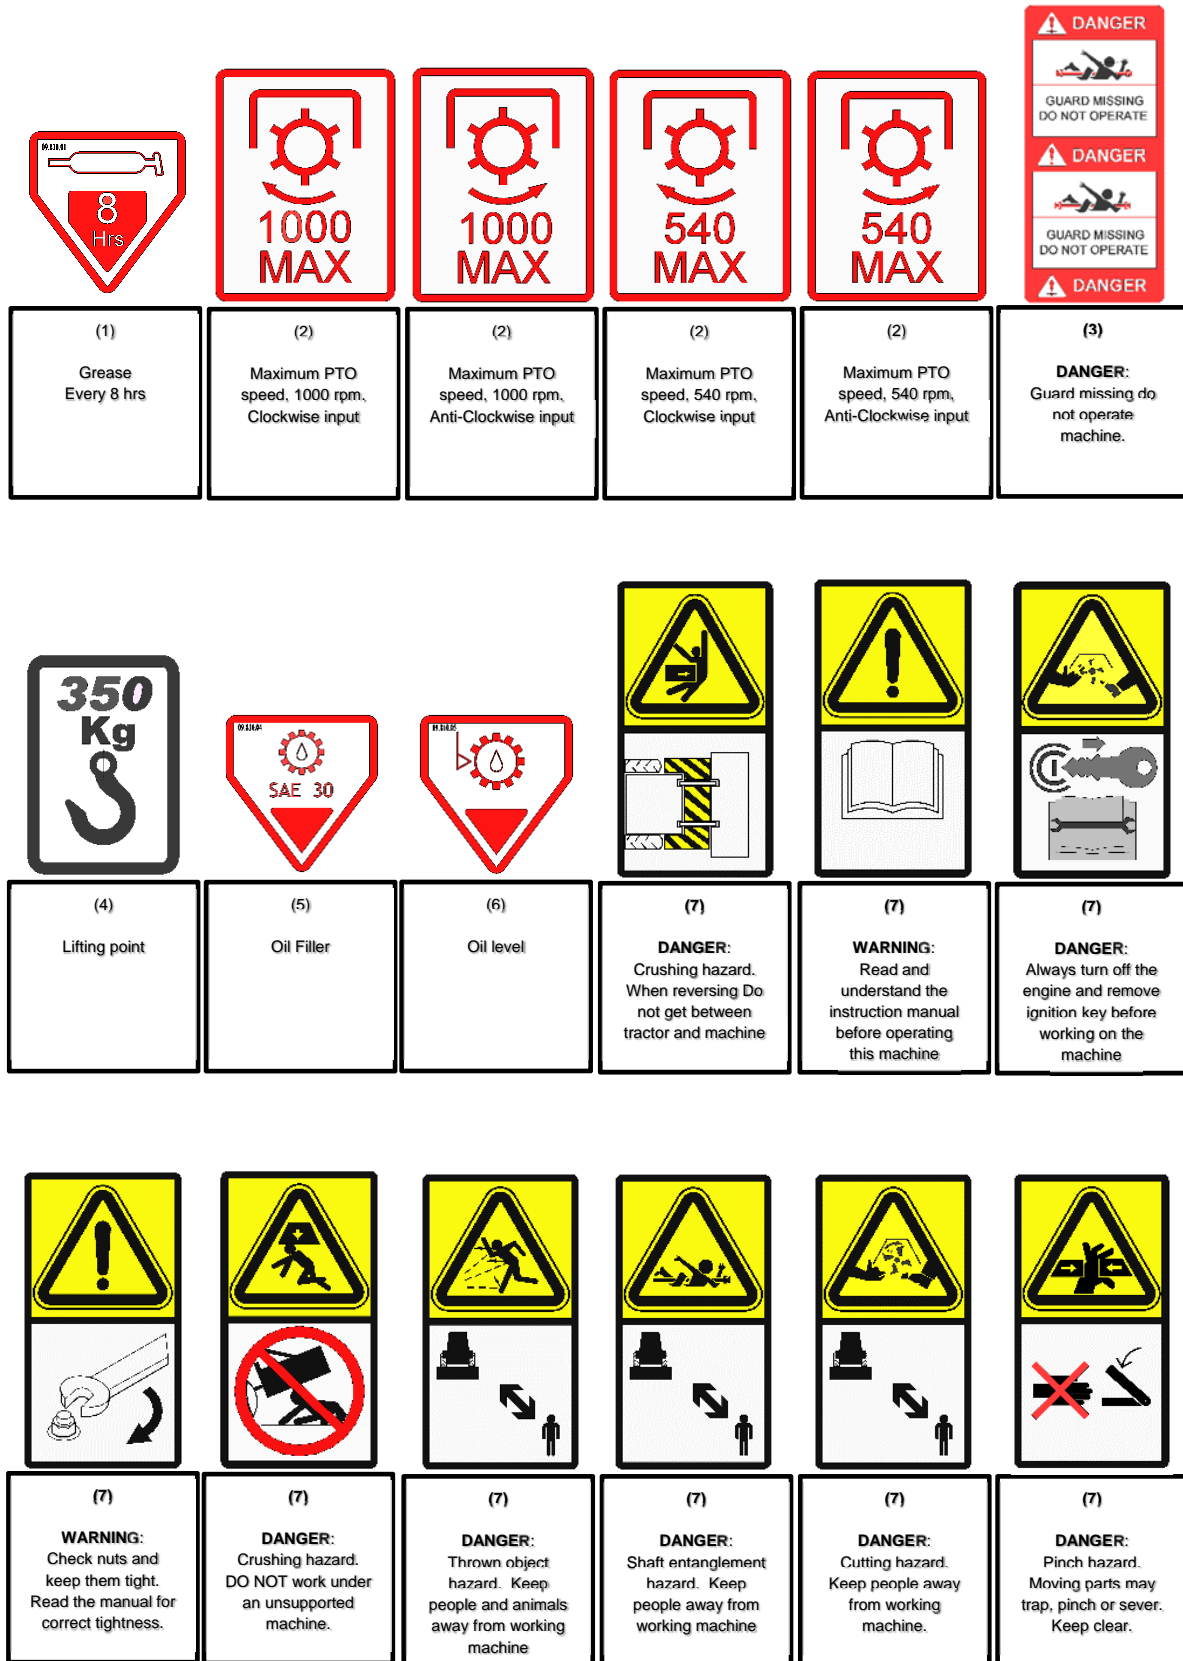 09.810.01
8
Hrs
1000
MAX
1000
MAX
540
MAX
540
MAX
DANGER
GUARD MISSING
DO NOT OPERATE
DANGER
GUARD MISSING
DO NOT OPERATE
DANGER
(1)
Grease
Every 8 hrs
(2)
Maximum PTO
speed, 1000 rpm,
Clockwise input
(2)
Maximum PTO
speed, 1000 rpm,
Anti-Clockwise input
(2)
Maximum PTO
speed, 540 rpm,
Clockwise input
(2)
Maximum PTO
speed, 540 rpm,
Anti-Clockwise input
(3)
DANGER:
Guard missing do
not operate
machine.
350
Kg
09.810.04
SAE 30
09.810.05
(4)
Lifting point
(5)
Oil Filler
(6)
Oil level
(7)
DANGER:
Crushing hazard.
When reversing Do
not get between
tractor and machine
(7)
WARNING:
Read and
understand the
instruction manual
before operating
this machine
(7)
DANGER:
Always turn off the
engine and remove
ignition key before
working on the
machine
(7)
WARNING:
Check nuts and
keep them tight.
Read the manual for
correct tightness.
(7)
DANGER:
Crushing hazard.
DO NOT work under
an unsupported
machine.
(7)
DANGER:
Thrown object
hazard. Keep
people and animals
away from working
machine
(7)
DANGER:
Shaft entanglement
hazard. Keep
people away from
working machine
(7)
DANGER:
Cutting hazard.
Keep people away
from working
machine.
(7)
DANGER:
Pinch hazard.
Moving parts may
trap, pinch or sever.
Keep clear.